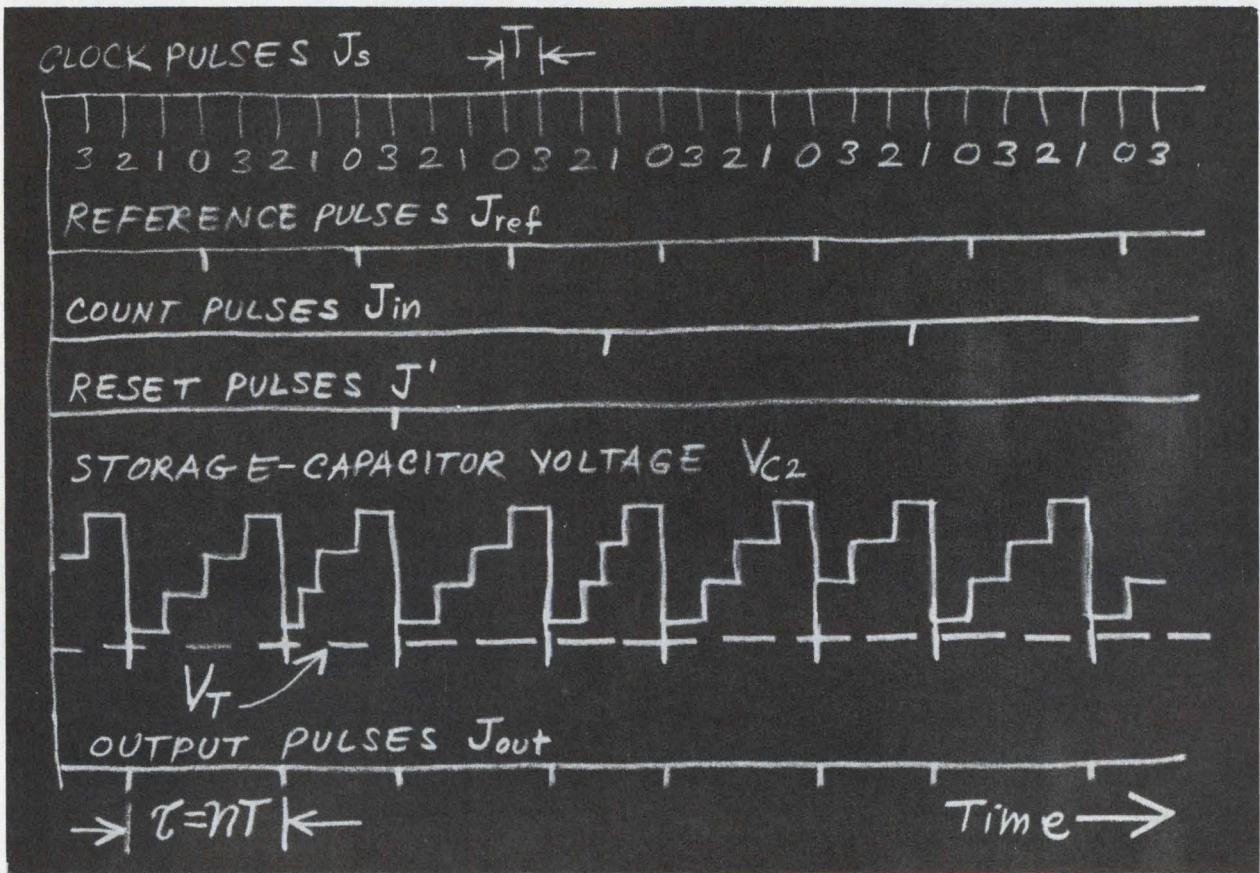 CLOCK PULSES Js T
3 2 1 0 3 2 1 0 3 2 1 0 3 2 1 0 3 2 1 0 3 2 1 0 3 2 1 0 3
REFERENCE PULSES Jref
COUNT PULSES Jin
RESET PULSES J'
STORAGE-CAPACITOR VOLTAGE VC2
VT
OUTPUT PULSES Jout
τ=nT
Time